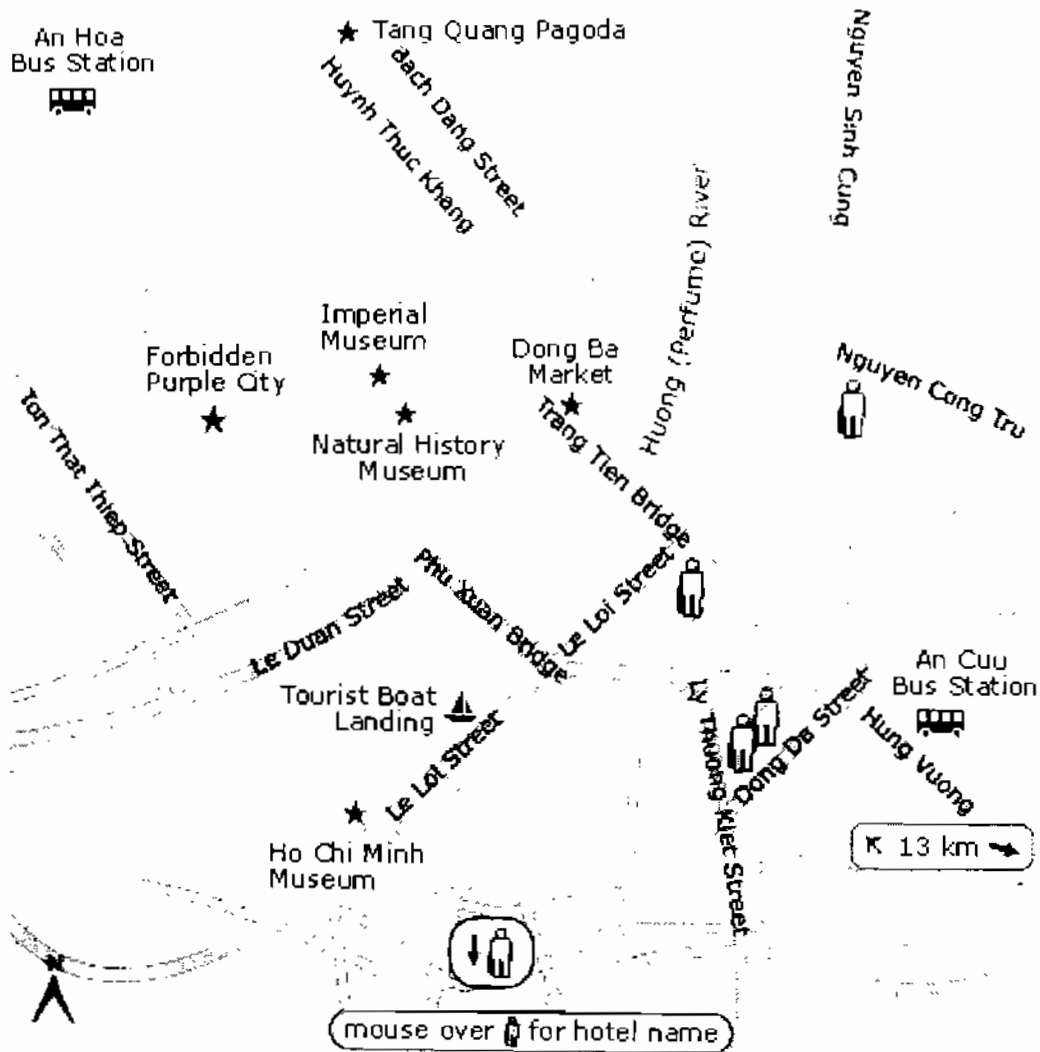 An Hoa
Bus Station
Tang Quang Pagoda
Bach Dang Street
Huynh Thuc Khang
Nguyen Sinh Cung
Huong (Perfume) River
Imperial
Museum
Forbidden
Purple City
Dong Ba
Market
Nguyen Cong Tru
Natural History
Museum
Trang Tien Bridge
Ton That Thiep Street
Phu Xuan Bridge
Le Loi Street
Le Duan Street
An Cuu
Bus Station
Tourist Boat
Landing
Le Loi Street
Ly Thuong Kiet Street
Dong Da Street
Hung Vuong
13 km
Ho Chi Minh
Museum
N
mouse over for hotel name